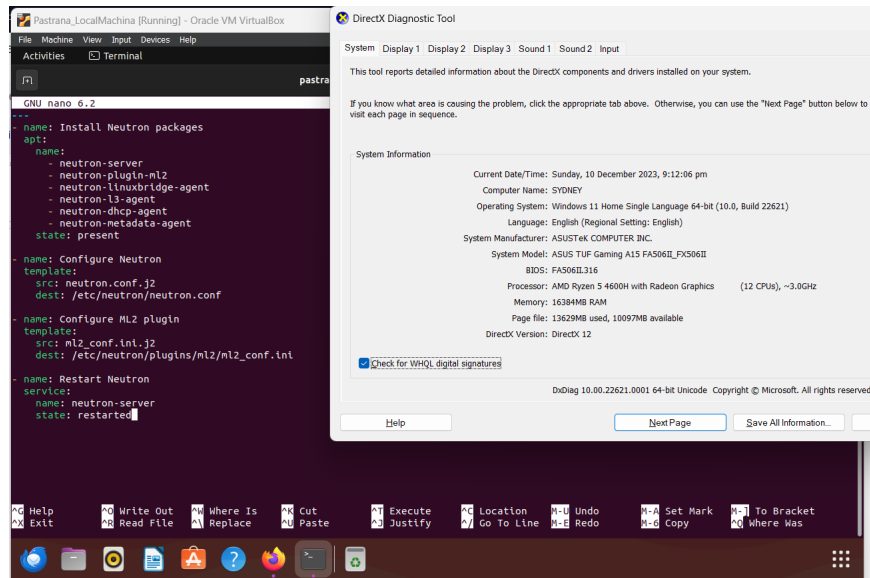 Pastrana_LocalMachina [Running] - Oracle VM VirtualBox
File Machine View Input Devices Help
Activities Terminal
pastra
GNU nano 6.2
---
- name: Install Neutron packages
apt:
name:
- neutron-server
- neutron-plugin-ml2
- neutron-linuxbridge-agent
- neutron-l3-agent
- neutron-dhcp-agent
- neutron-metadata-agent
state: present
- name: Configure Neutron
template:
src: neutron.conf.j2
dest: /etc/neutron/neutron.conf
- name: Configure ML2 plugin
template:
src: ml2_conf.ini.j2
dest: /etc/neutron/plugins/ml2/ml2_conf.ini
- name: Restart Neutron
service:
name: neutron-server
state: restarted
^G Help ^O Write Out ^W Where Is ^K Cut ^T Execute ^C Location M-U Undo M-A Set Mark M-] To Bracket
^X Exit ^R Read File ^\ Replace ^U Paste ^J Justify ^/ Go To Line M-E Redo M-6 Copy ^Q Where Was
DirectX Diagnostic Tool
System Display 1 Display 2 Display 3 Sound 1 Sound 2 Input
This tool reports detailed information about the DirectX components and drivers installed on your system.
If you know what area is causing the problem, click the appropriate tab above. Otherwise, you can use the "Next Page" button below to
visit each page in sequence.
System Information
Current Date/Time: Sunday, 10 December 2023, 9:12:06 pm
Computer Name: SYDNEY
Operating System: Windows 11 Home Single Language 64-bit (10.0, Build 22621)
Language: English (Regional Setting: English)
System Manufacturer: ASUSTeK COMPUTER INC.
System Model: ASUS TUF Gaming A15 FA506II_FX506II
BIOS: FA506II.316
Processor: AMD Ryzen 5 4600H with Radeon Graphics (12 CPUs), ~3.0GHz
Memory: 16384MB RAM
Page file: 13629MB used, 10097MB available
DirectX Version: DirectX 12
Check for WHQL digital signatures
DxDiag 10.00.22621.0001 64-bit Unicode Copyright © Microsoft. All rights reserved
Help Next Page Save All Information...